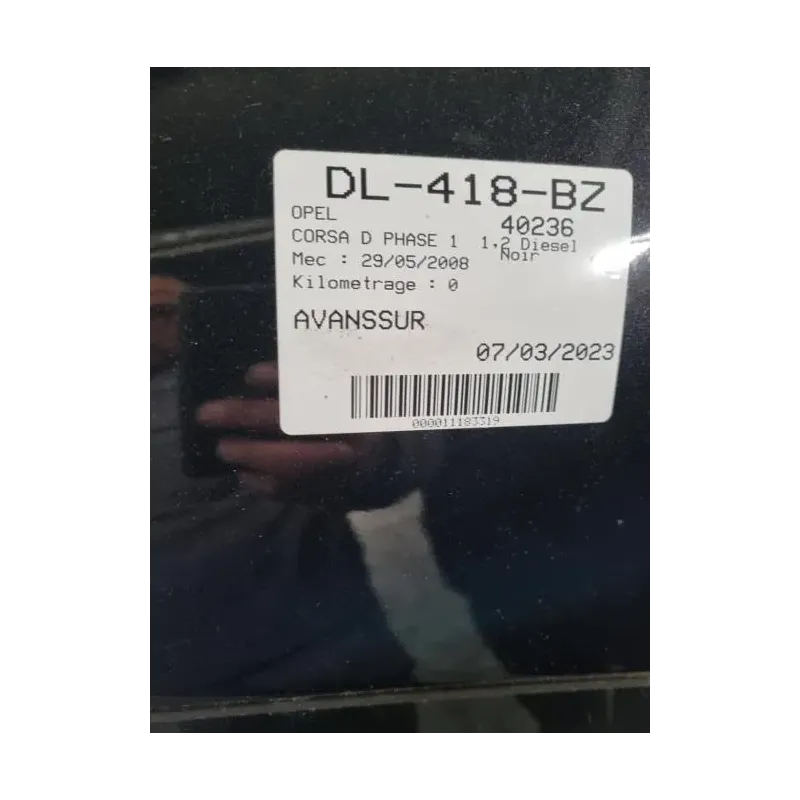 DL-418-BZ
OPEL 40236
CORSA D PHASE 1 1,2 Diesel
Mec : 29/05/2008 Noir
Kilometrage : 0
AVANSSUR
07/03/2023
000011183319